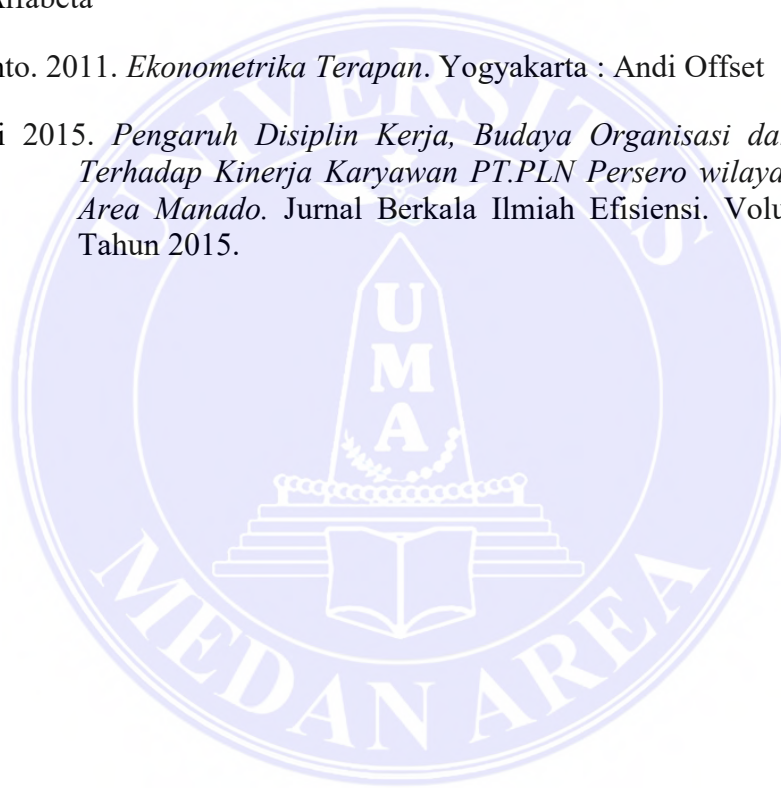 nto. 2011. Ekonometrika Terapan. Yogyakarta : Andi Offset
i 2015. Pengaruh Disiplin Kerja, Budaya Organisasi da
Terhadap Kinerja Karyawan PT.PLN Persero wilaya
Area Manado. Jurnal Berkala Ilmiah Efisiensi. Volu
Tahun 2015.
UNIVERSITAS
U
M
A
MEDAN AREA